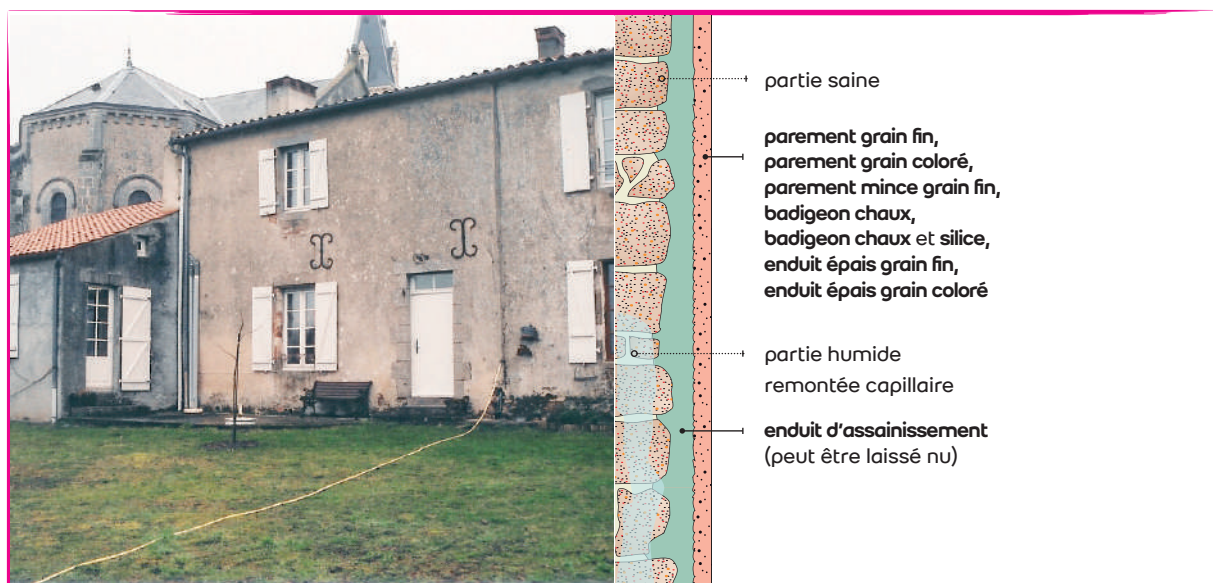 partie saine
parement grain fin,
parement grain coloré,
parement mince grain fin,
badigeon chaux,
badigeon chaux et silice,
enduit épais grain fin,
enduit épais grain coloré
partie humide
remontée capillaire
enduit d'assainissement
(peut être laissé nu)